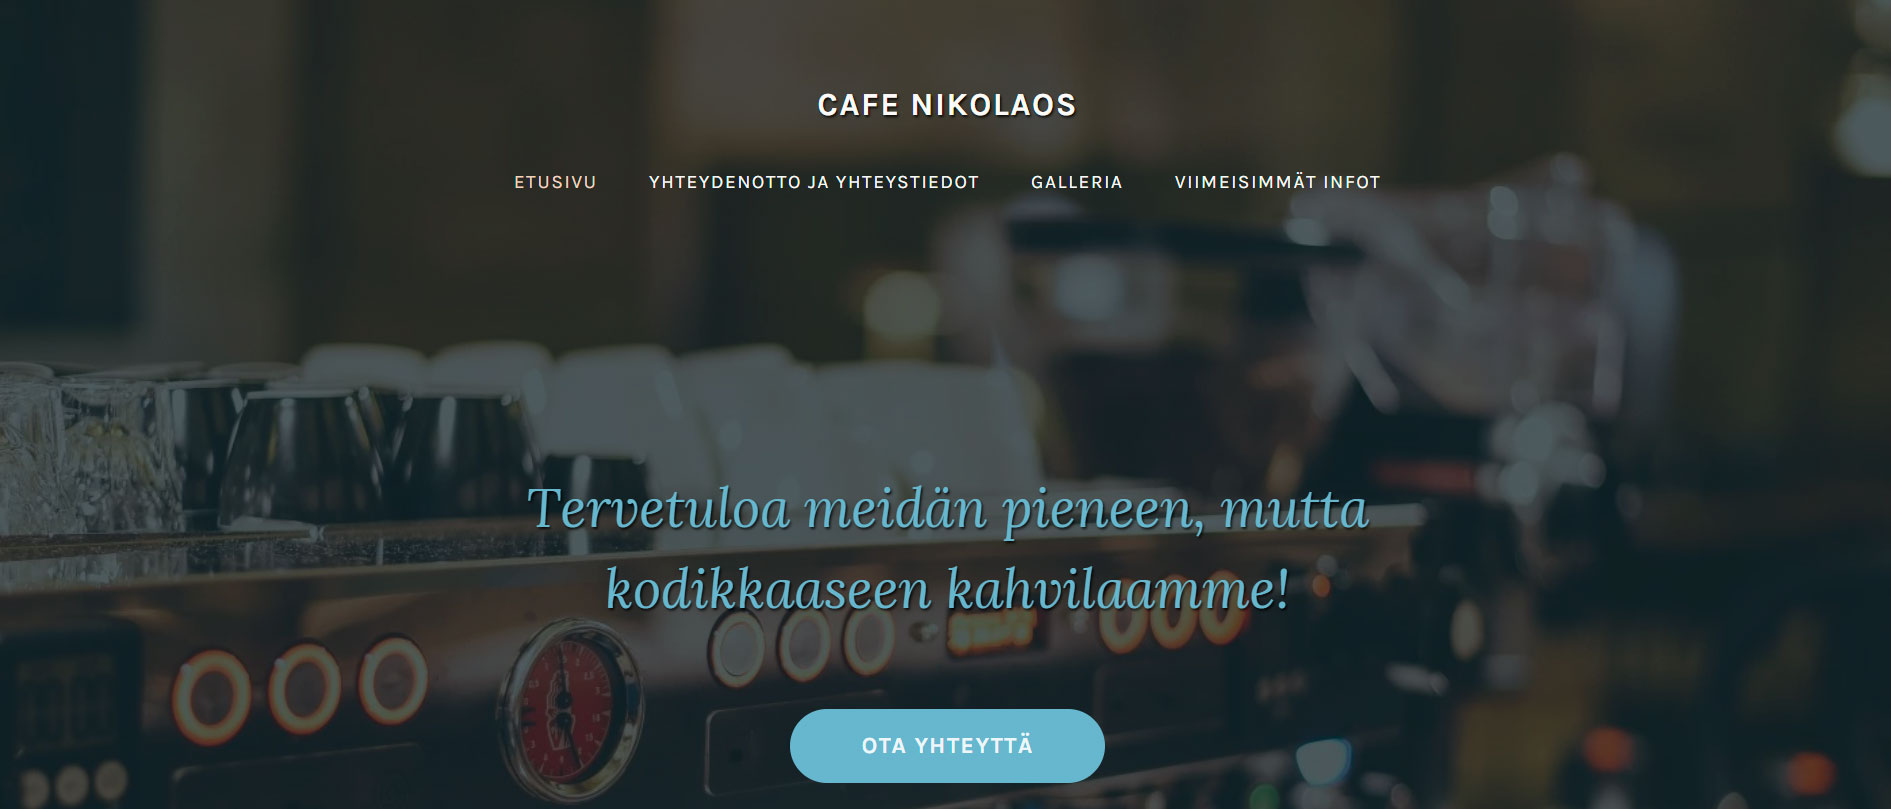 CAFE NIKOLAOS
ETUSIVU YHTEYDENOTTO JA YHTEYSTIEDOT GALLERIA VIIMEISIMMÄT INFOT
Tervetuloa meidän pieneen, mutta
kodikkaaseen kahvilaamme!
OTA YHTEYTTÄ